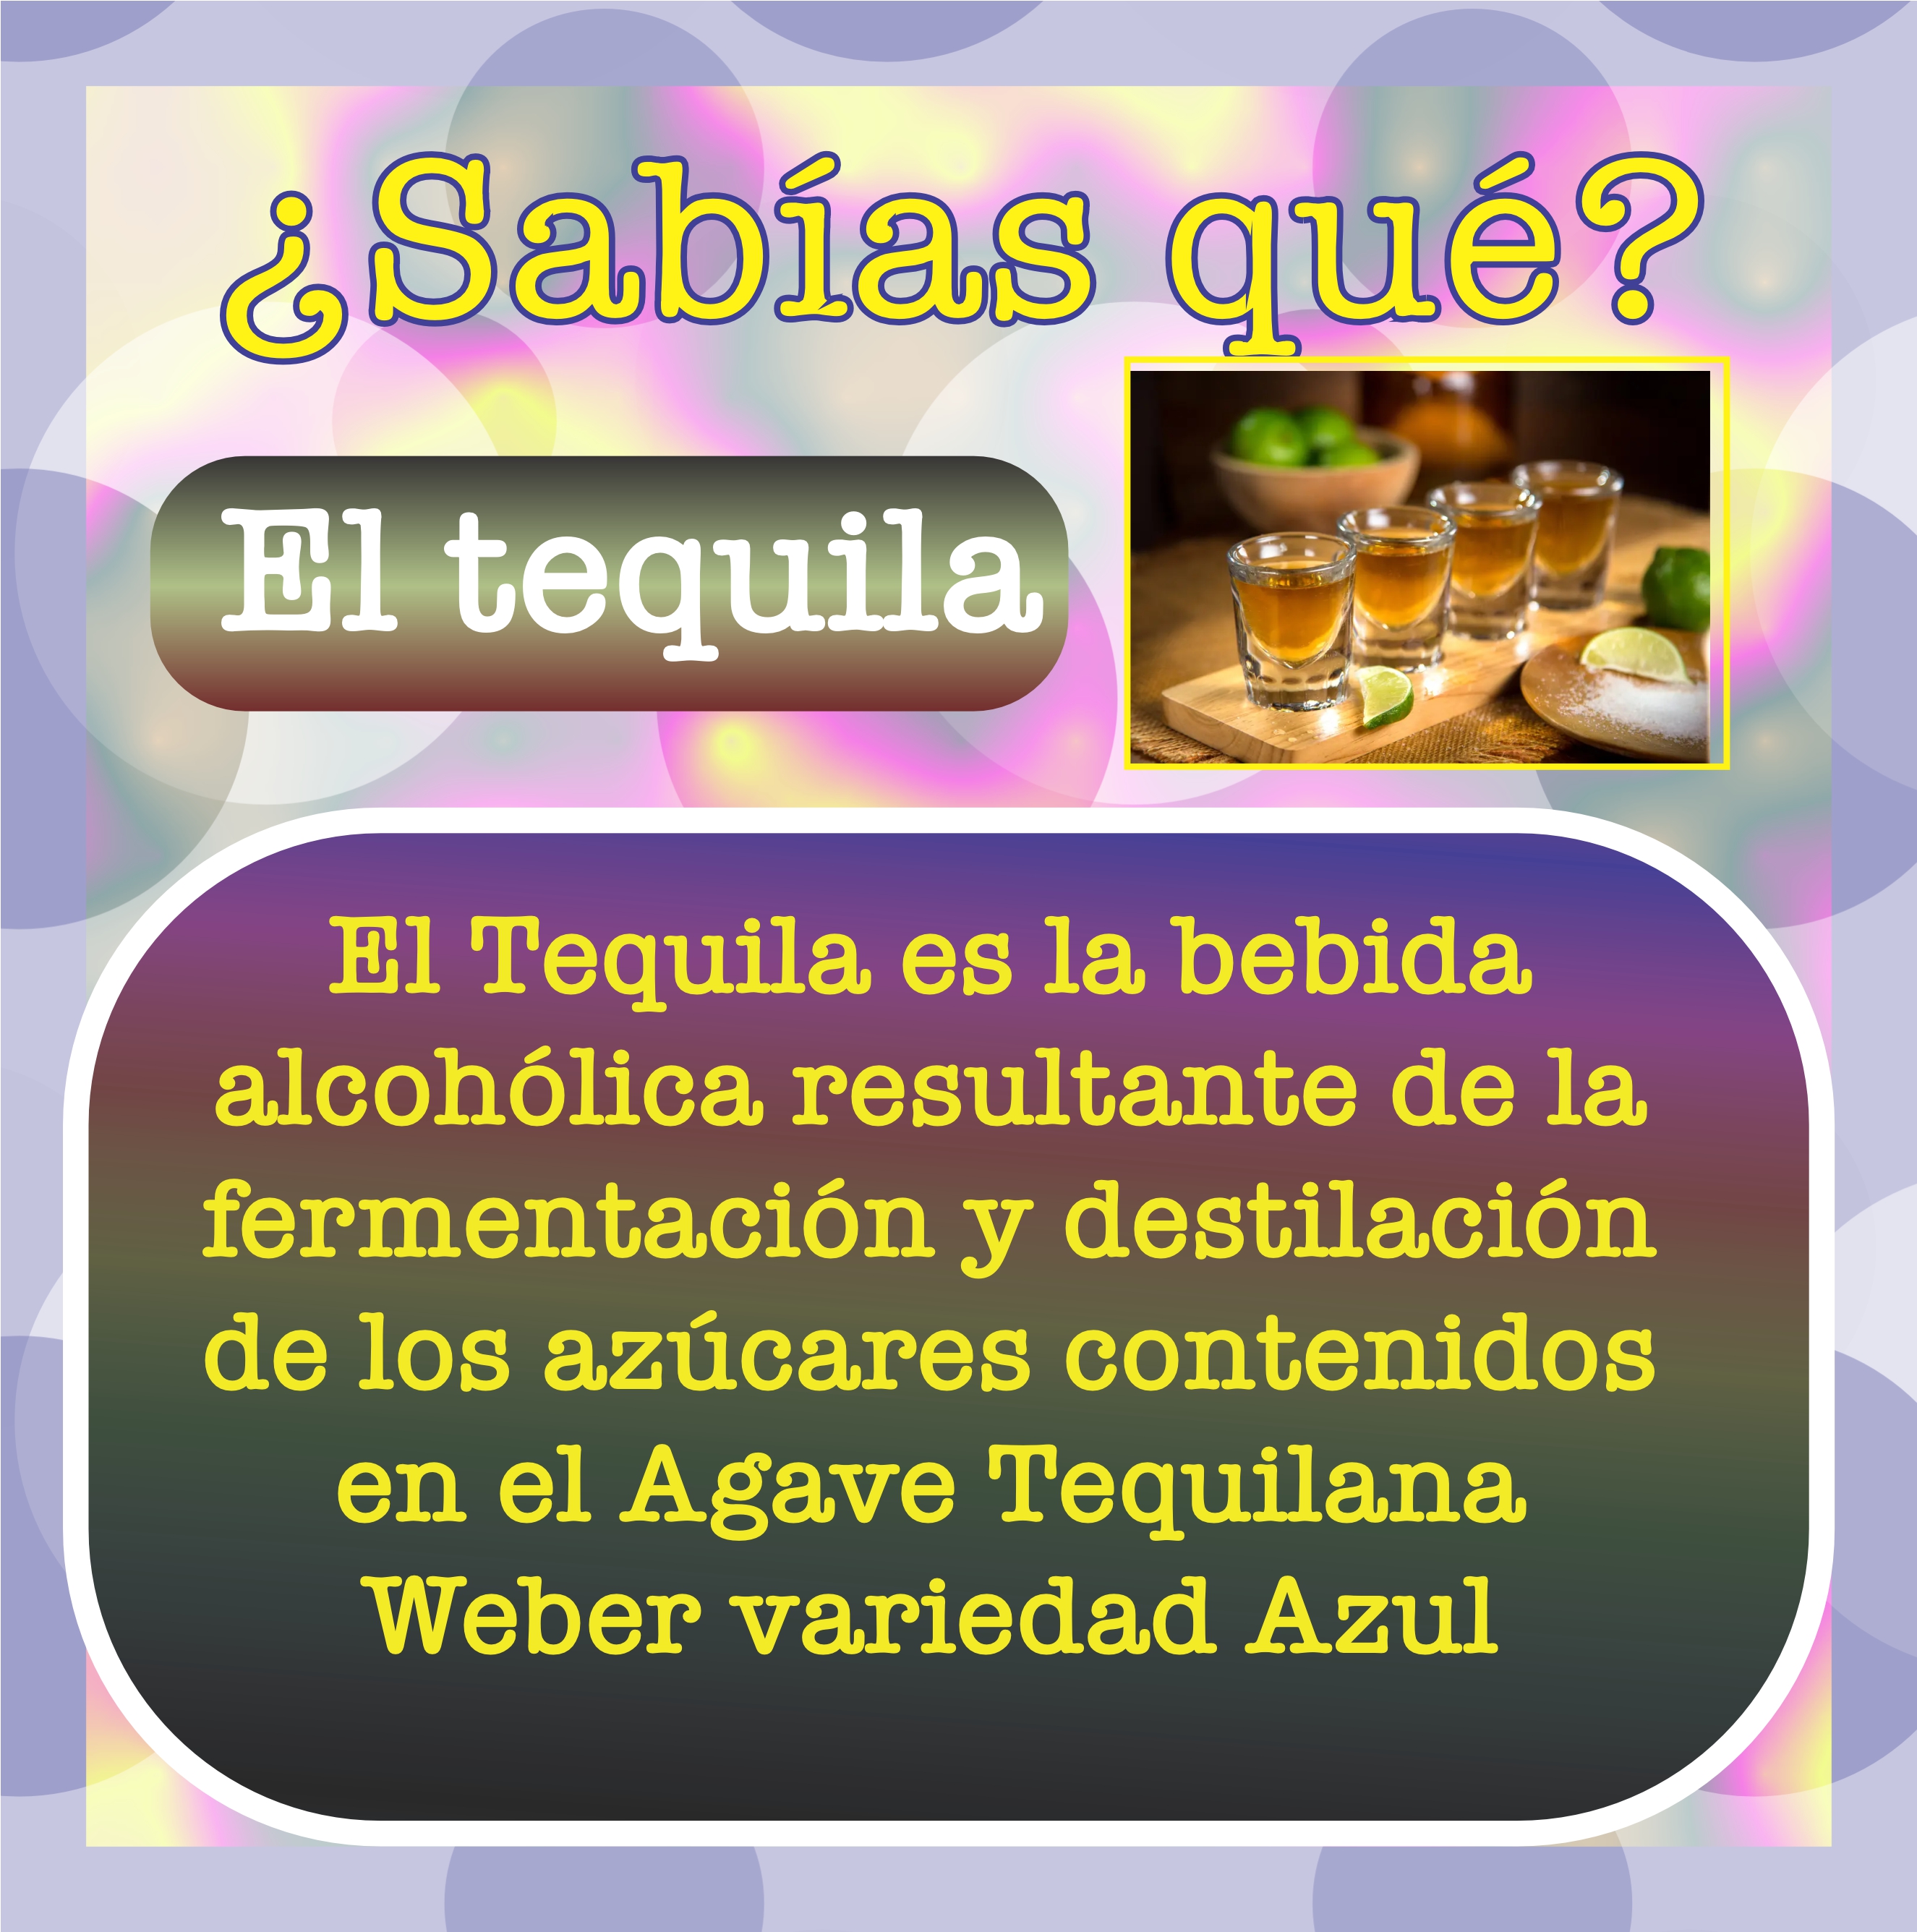 ¿Sabías qué?
El tequila
El Tequila es la bebida
alcohólica resultante de la
fermentación y destilación
de los azúcares contenidos
en el Agave Tequilana
Weber variedad Azul